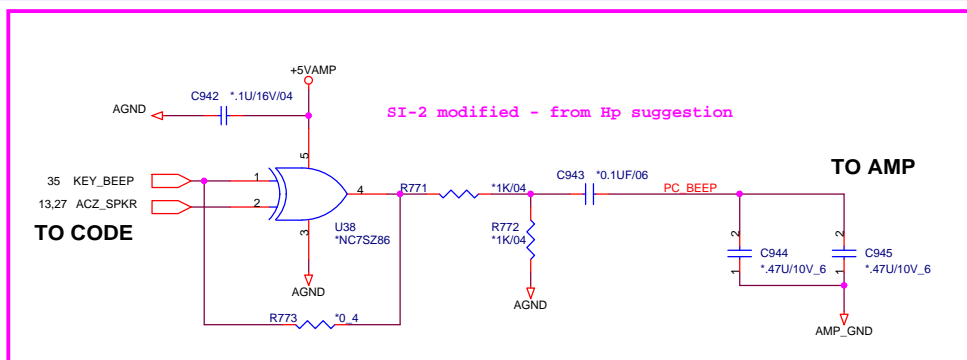 +5VAMP
C942 *.1U/16V/04
AGND
SI-2 modified - from Hp suggestion
5
35 KEY_BEEP 1
4
13,27 ACZ_SPKR 2
TO CODE
3
U38
*NC7SZ86
AGND
R773 *0_4
R771 *1K/04
R772
*1K/04
AGND
C943 *0.1UF/06
PC_BEEP
TO AMP
2
C944
1
*.47U/10V_6
2
C945
1
*.47U/10V_6
AMP_GND